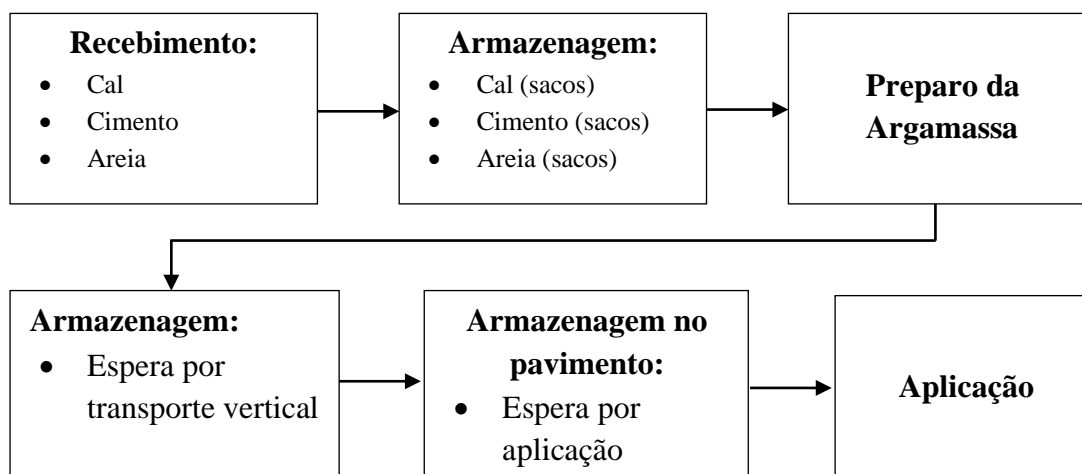 Recebimento:
• Cal
• Cimento
• Areia
Armazenagem:
• Cal (sacos)
• Cimento (sacos)
• Areia (sacos)
Preparo da
Argamassa
Armazenagem:
• Espera por
transporte vertical
Armazenagem no
pavimento:
• Espera por
aplicação
Aplicação